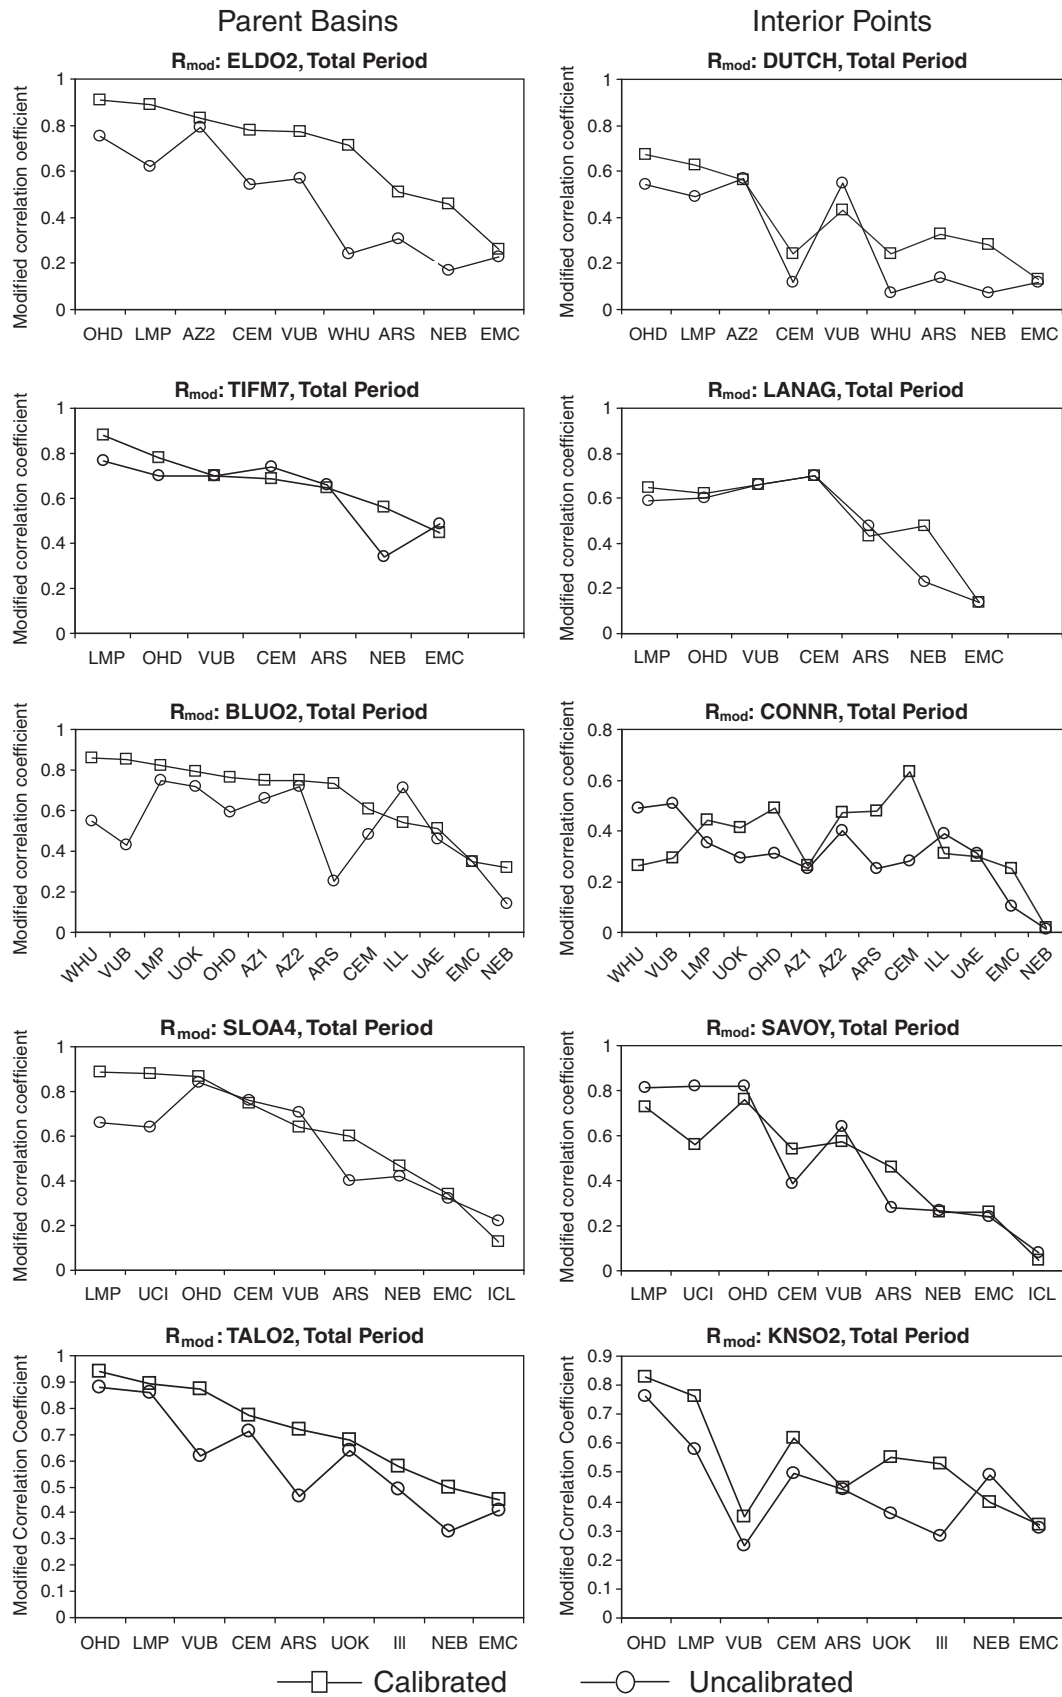 Parent Basins
Interior Points
Rmod: ELDO2, Total Period
Modified correlation oefficient
1
0.8
0.6
0.4
0.2
0
OHD LMP AZ2 CEM VUB WHU ARS NEB EMC
Rmod: DUTCH, Total Period
Modified correlation coefficient
1
0.8
0.6
0.4
0.2
0
OHD LMP AZ2 CEM VUB WHU ARS NEB EMC
Rmod: TIFM7, Total Period
Modified correlation coefficient
1
0.8
0.6
0.4
0.2
0
LMP OHD VUB CEM ARS NEB EMC
Rmod: LANAG, Total Period
Modified correlation coefficient
1
0.8
0.6
0.4
0.2
0
LMP OHD VUB CEM ARS NEB EMC
Rmod: BLUO2, Total Period
Modified correlation coefficient
1
0.8
0.6
0.4
0.2
0
WHU VUB LMP UOK OHD AZ1 AZ2 ARS CEM ILL UAE EMC NEB
Rmod: CONNR, Total Period
Modified correlation coefficient
0.8
0.6
0.4
0.2
0
WHU VUB LMP UOK OHD AZ1 AZ2 ARS CEM ILL UAE EMC NEB
Rmod: SLOA4, Total Period
Modified correlation coefficient
1
0.8
0.6
0.4
0.2
0
LMP UCI OHD CEM VUB ARS NEB EMC ICL
Rmod: SAVOY, Total Period
Modified correlation coefficient
1
0.8
0.6
0.4
0.2
0
LMP UCI OHD CEM VUB ARS NEB EMC ICL
Rmod: TALO2, Total Period
Modified Correlation Coefficient
1
0.9
0.8
0.7
0.6
0.5
0.4
0.3
0.2
0.1
0
OHD LMP VUB CEM ARS UOK Ill NEB EMC
Rmod: KNSO2, Total Period
Modified Correlation Coefficient
0.9
0.8
0.7
0.6
0.5
0.4
0.3
0.2
0.1
0
OHD LMP VUB CEM ARS UOK Ill NEB EMC
Calibrated
Uncalibrated